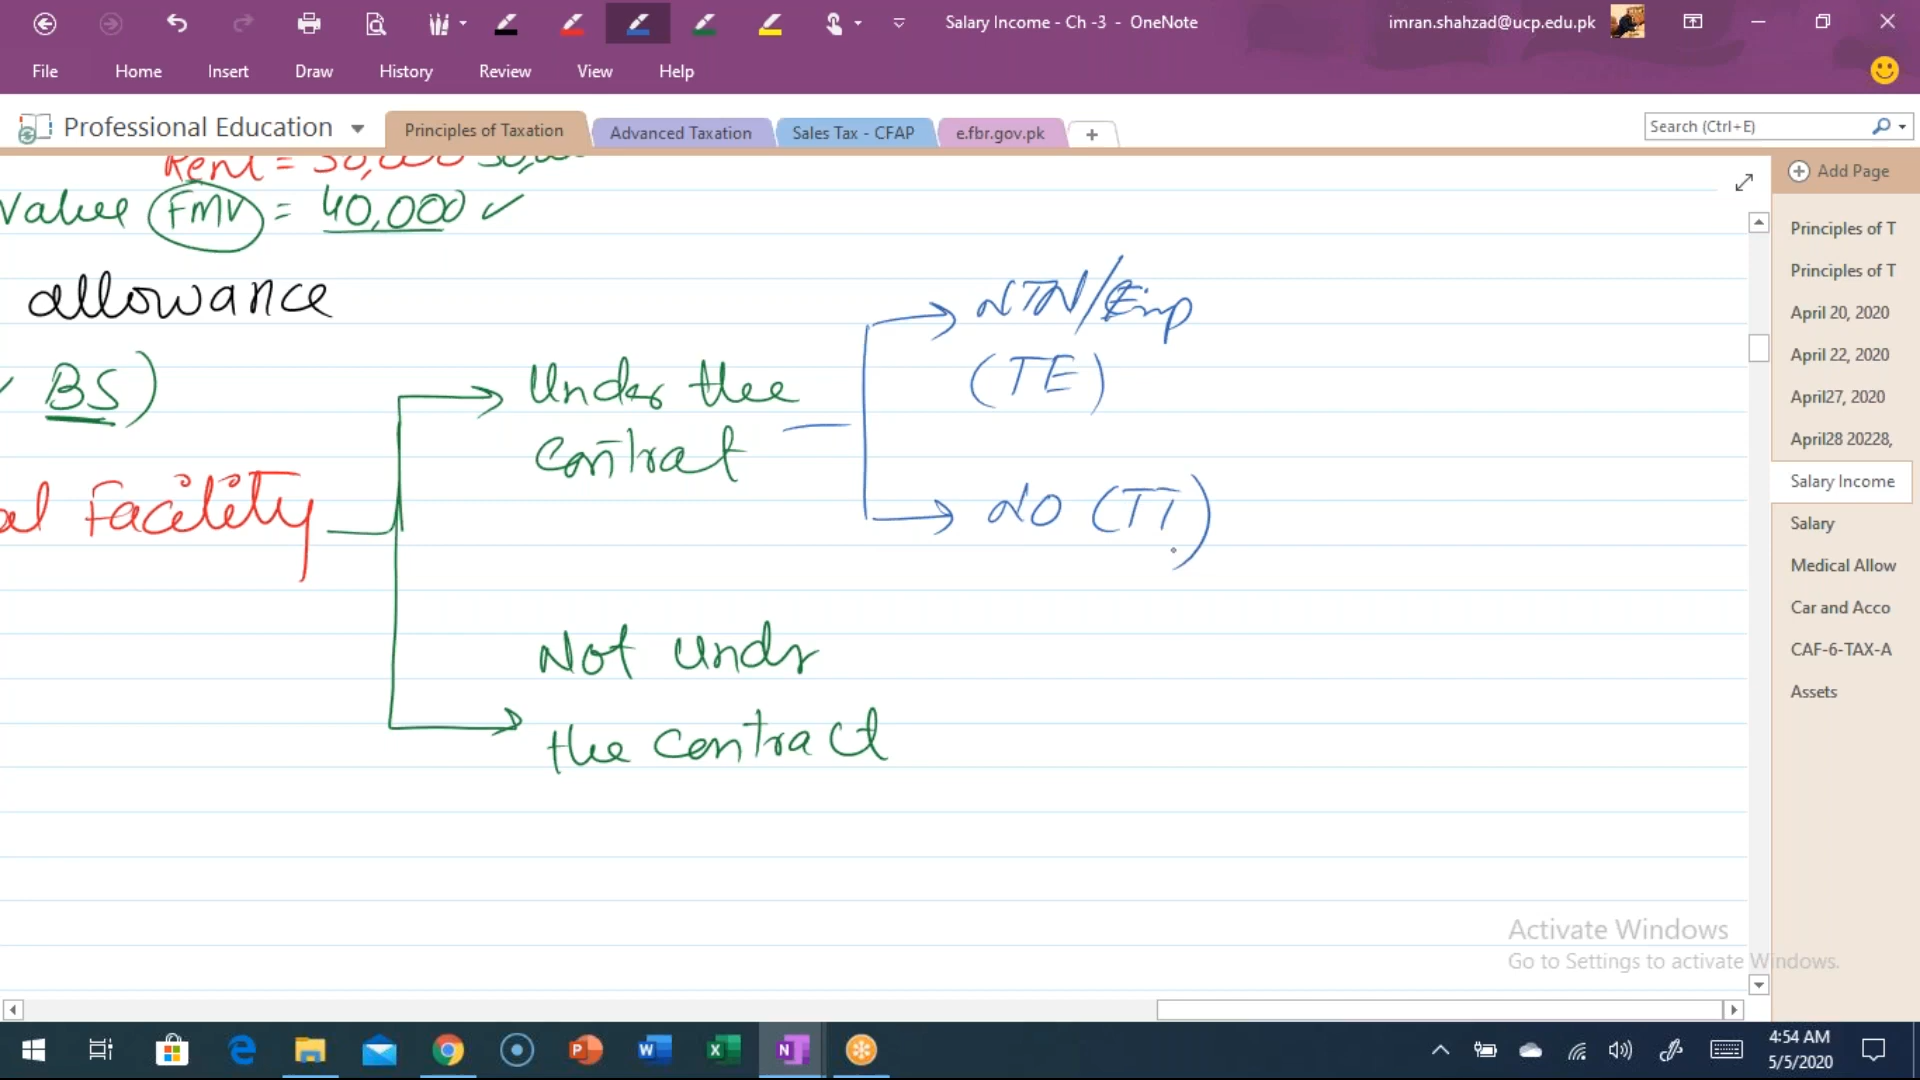 Salary Income - Ch -3 - OneNote
imran.shahzad@ucp.edu.pk
File Home Insert Draw History Review View Help
Professional Education
Principles of Taxation
Advanced Taxation
Sales Tax - CFAP
e.fbr.gov.pk
Search (Ctrl+E)
Add Page
Principles of T
Principles of T
April 20, 2020
April 22, 2020
April27, 2020
April28 20228,
Salary Income
Salary
Medical Allow
Car and Acco
CAF-6-TAX-A
Assets
Rent =
Value FMV = 40,000 ✓
allowance
BS)
al Facility
Under the
contrat
NTN/Emp
(TE)
NO (TT)
Not Under
the contract
Activate Windows
Go to Settings to activate Windows.
4:54 AM
5/5/2020